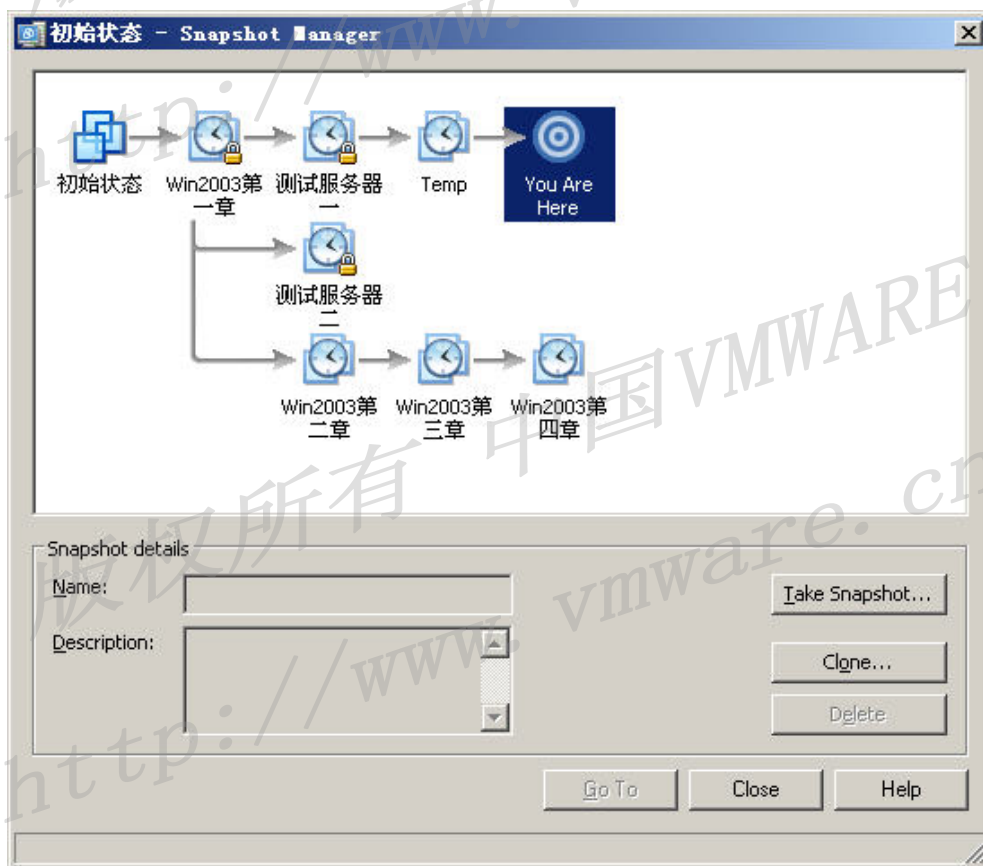 初始状态 - Snapshot Manager
初始状态
Win2003第
一章
测试服务器
一
Temp
You Are
Here
测试服务器
二
Win2003第
二章
Win2003第
三章
Win2003第
四章
Snapshot details
Name:
Take Snapshot...
Description:
Clone...
Delete
Go To
Close
Help
版权所有 中国VMWARE
http://www.vmware.cn
http://www.vmware.